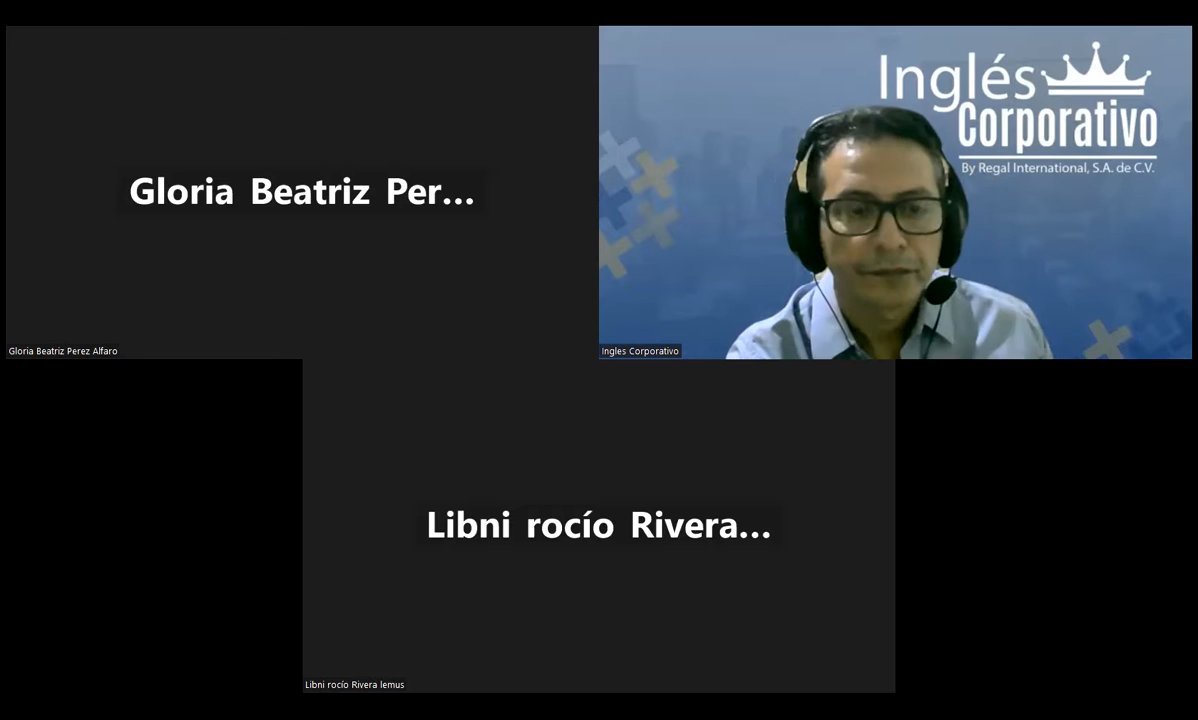 Gloria Beatriz Per...
Gloria Beatriz Perez Alfaro
Inglés
Corporativo
By Regal International, S.A. de C.V.
Ingles Corporativo
Libni rocío Rivera...
Libni rocío Rivera lemus